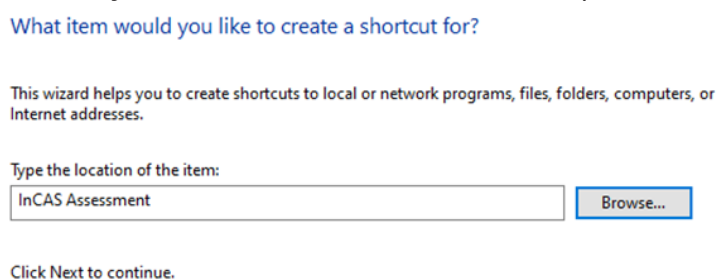 What item would you like to create a shortcut for?
This wizard helps you to create shortcuts to local or network programs, files, folders, computers, or
Internet addresses.
Type the location of the item:
InCAS Assessment
Browse...
Click Next to continue.